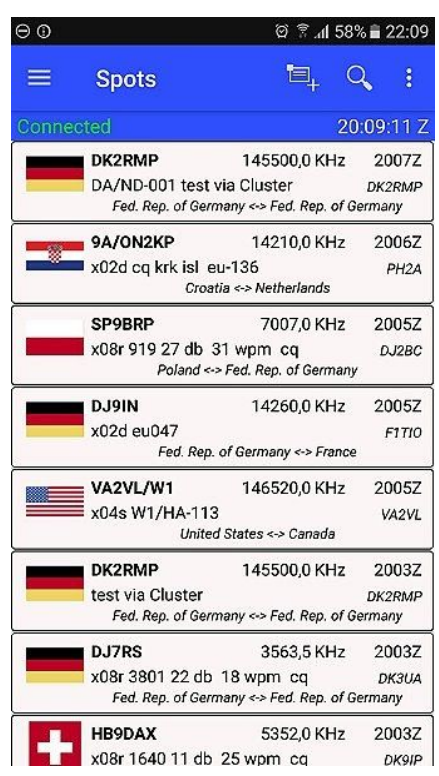 58% 22:09
Spots
Connected 20:09:11 Z
DK2RMP 145500,0 KHz 2007Z
DA/ND-001 test via Cluster DK2RMP
Fed. Rep. of Germany <-> Fed. Rep. of Germany
9A/ON2KP 14210,0 KHz 2006Z
x02d cq krk isl eu-136 PH2A
Croatia <-> Netherlands
SP9BRP 7007,0 KHz 2005Z
x08r 919 27 db 31 wpm cq DJ2BC
Poland <-> Fed. Rep. of Germany
DJ9IN 14260,0 KHz 2005Z
x02d eu047 F1TIO
Fed. Rep. of Germany <-> France
VA2VL/W1 146520,0 KHz 2005Z
x04s W1/HA-113 VA2VL
United States <-> Canada
DK2RMP 145500,0 KHz 2003Z
test via Cluster DK2RMP
Fed. Rep. of Germany <-> Fed. Rep. of Germany
DJ7RS 3563,5 KHz 2003Z
x08r 3801 22 db 18 wpm cq DK3UA
Fed. Rep. of Germany <-> Fed. Rep. of Germany
HB9DAX 5352,0 KHz 2003Z
x08r 1640 11 db 25 wpm cq DK9IP